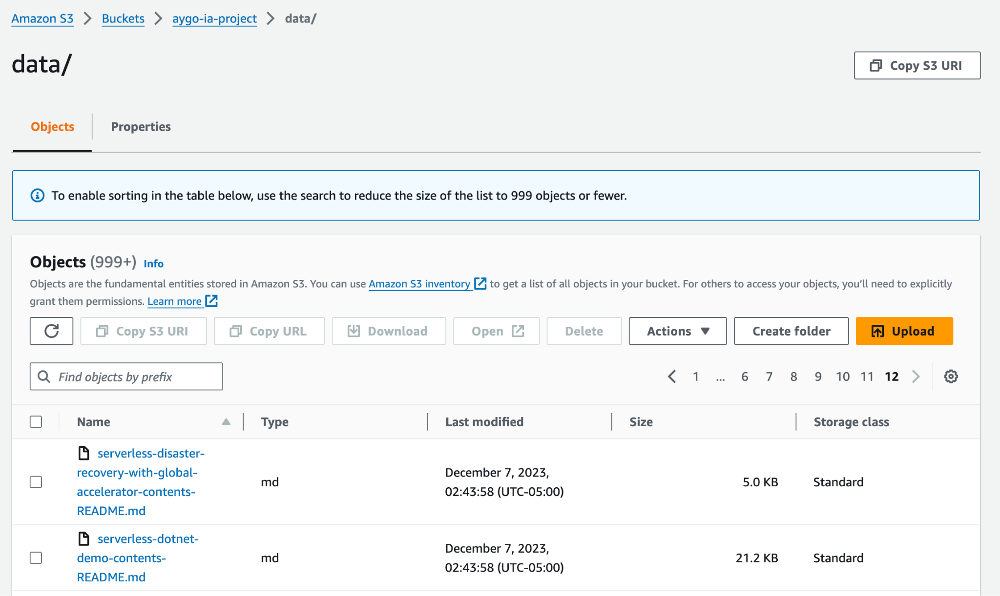 Amazon S3 > Buckets > aygo-ia-project > data/
data/
Copy S3 URI
Objects
Properties
To enable sorting in the table below, use the search to reduce the size of the list to 999 objects or fewer.
Objects (999+) Info
Objects are the fundamental entities stored in Amazon S3. You can use Amazon S3 inventory to get a list of all objects in your bucket. For others to access your objects, you’ll need to explicitly
grant them permissions. Learn more
Copy S3 URI Copy URL Download Open Delete Actions Create folder Upload
Find objects by prefix
1 ... 6 7 8 9 10 11 12
Name Type Last modified Size Storage class
serverless-disaster-
recovery-with-global-
accelerator-contents-
README.md
md
December 7, 2023,
02:43:58 (UTC-05:00)
5.0 KB
Standard
serverless-dotnet-
demo-contents-
README.md
md
December 7, 2023,
02:43:58 (UTC-05:00)
21.2 KB
Standard